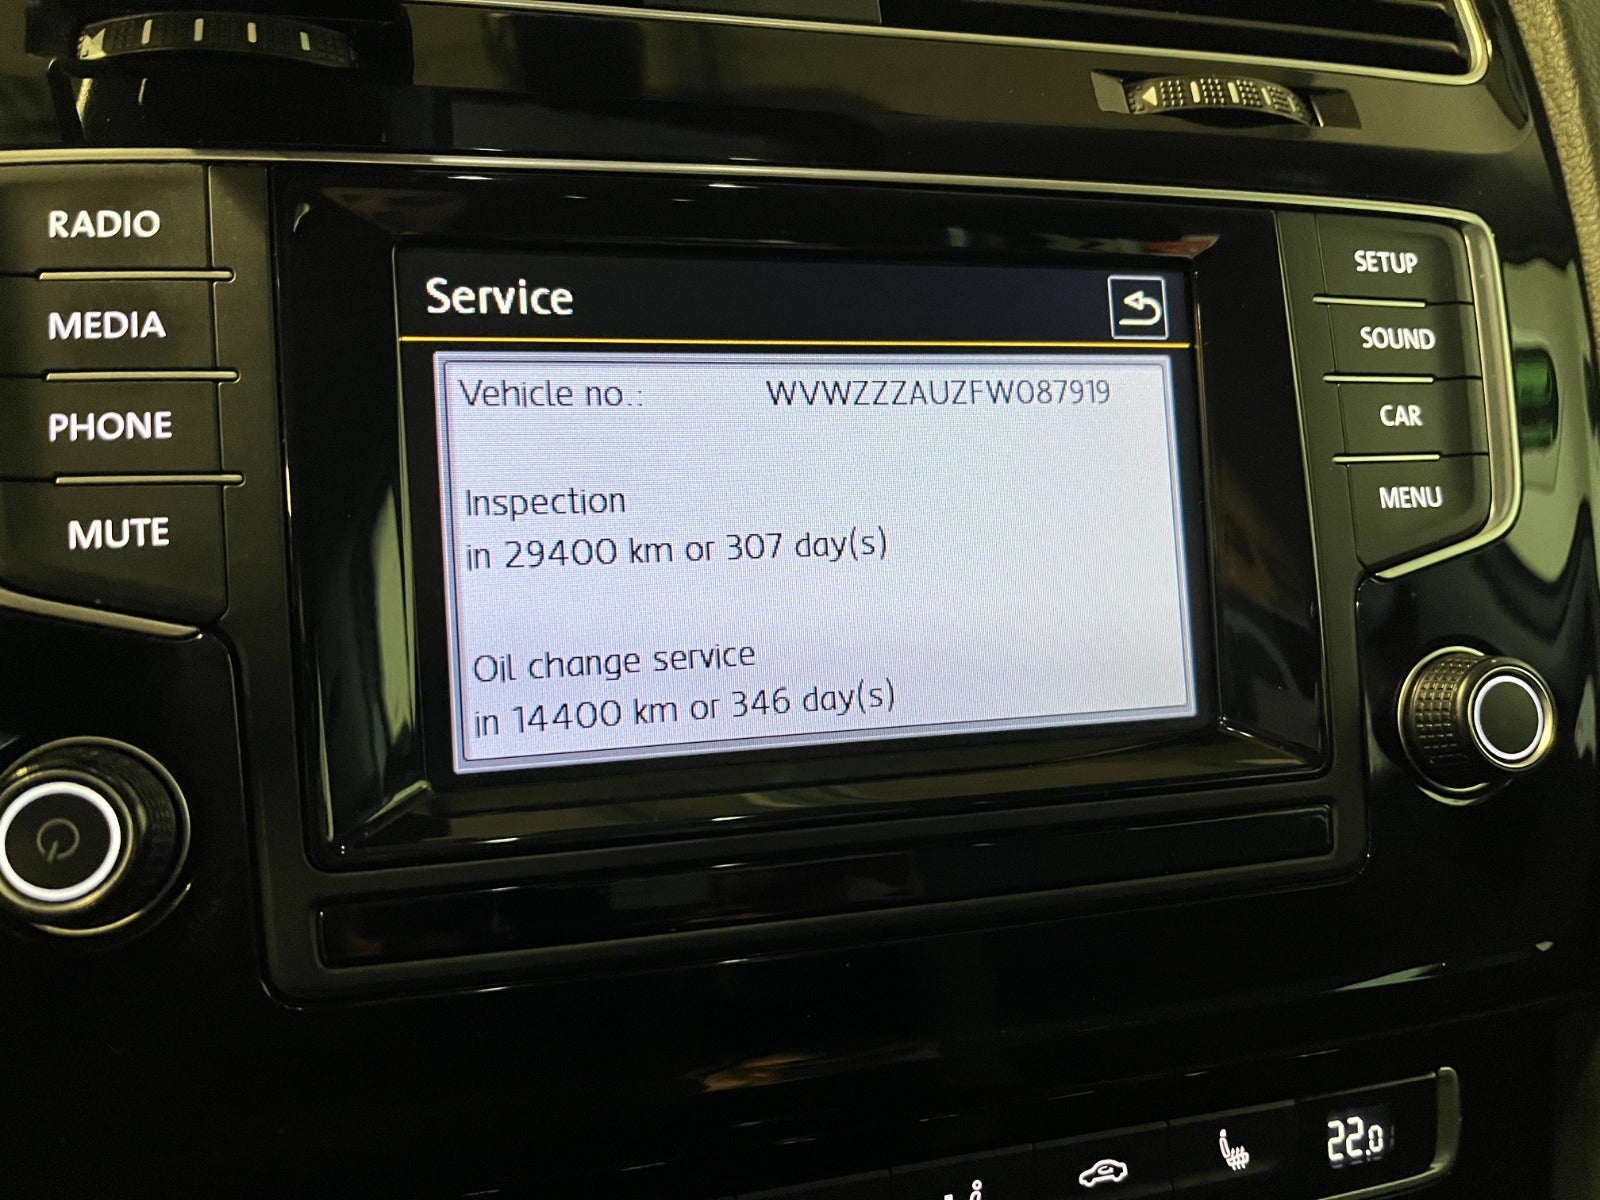 RADIO
MEDIA
PHONE
MUTE
Service
Vehicle no.: WVWZZZAUZFW087919
Inspection
in 29400 km or 307 day(s)
Oil change service
in 14400 km or 346 day(s)
SETUP
SOUND
CAR
MENU
22.0